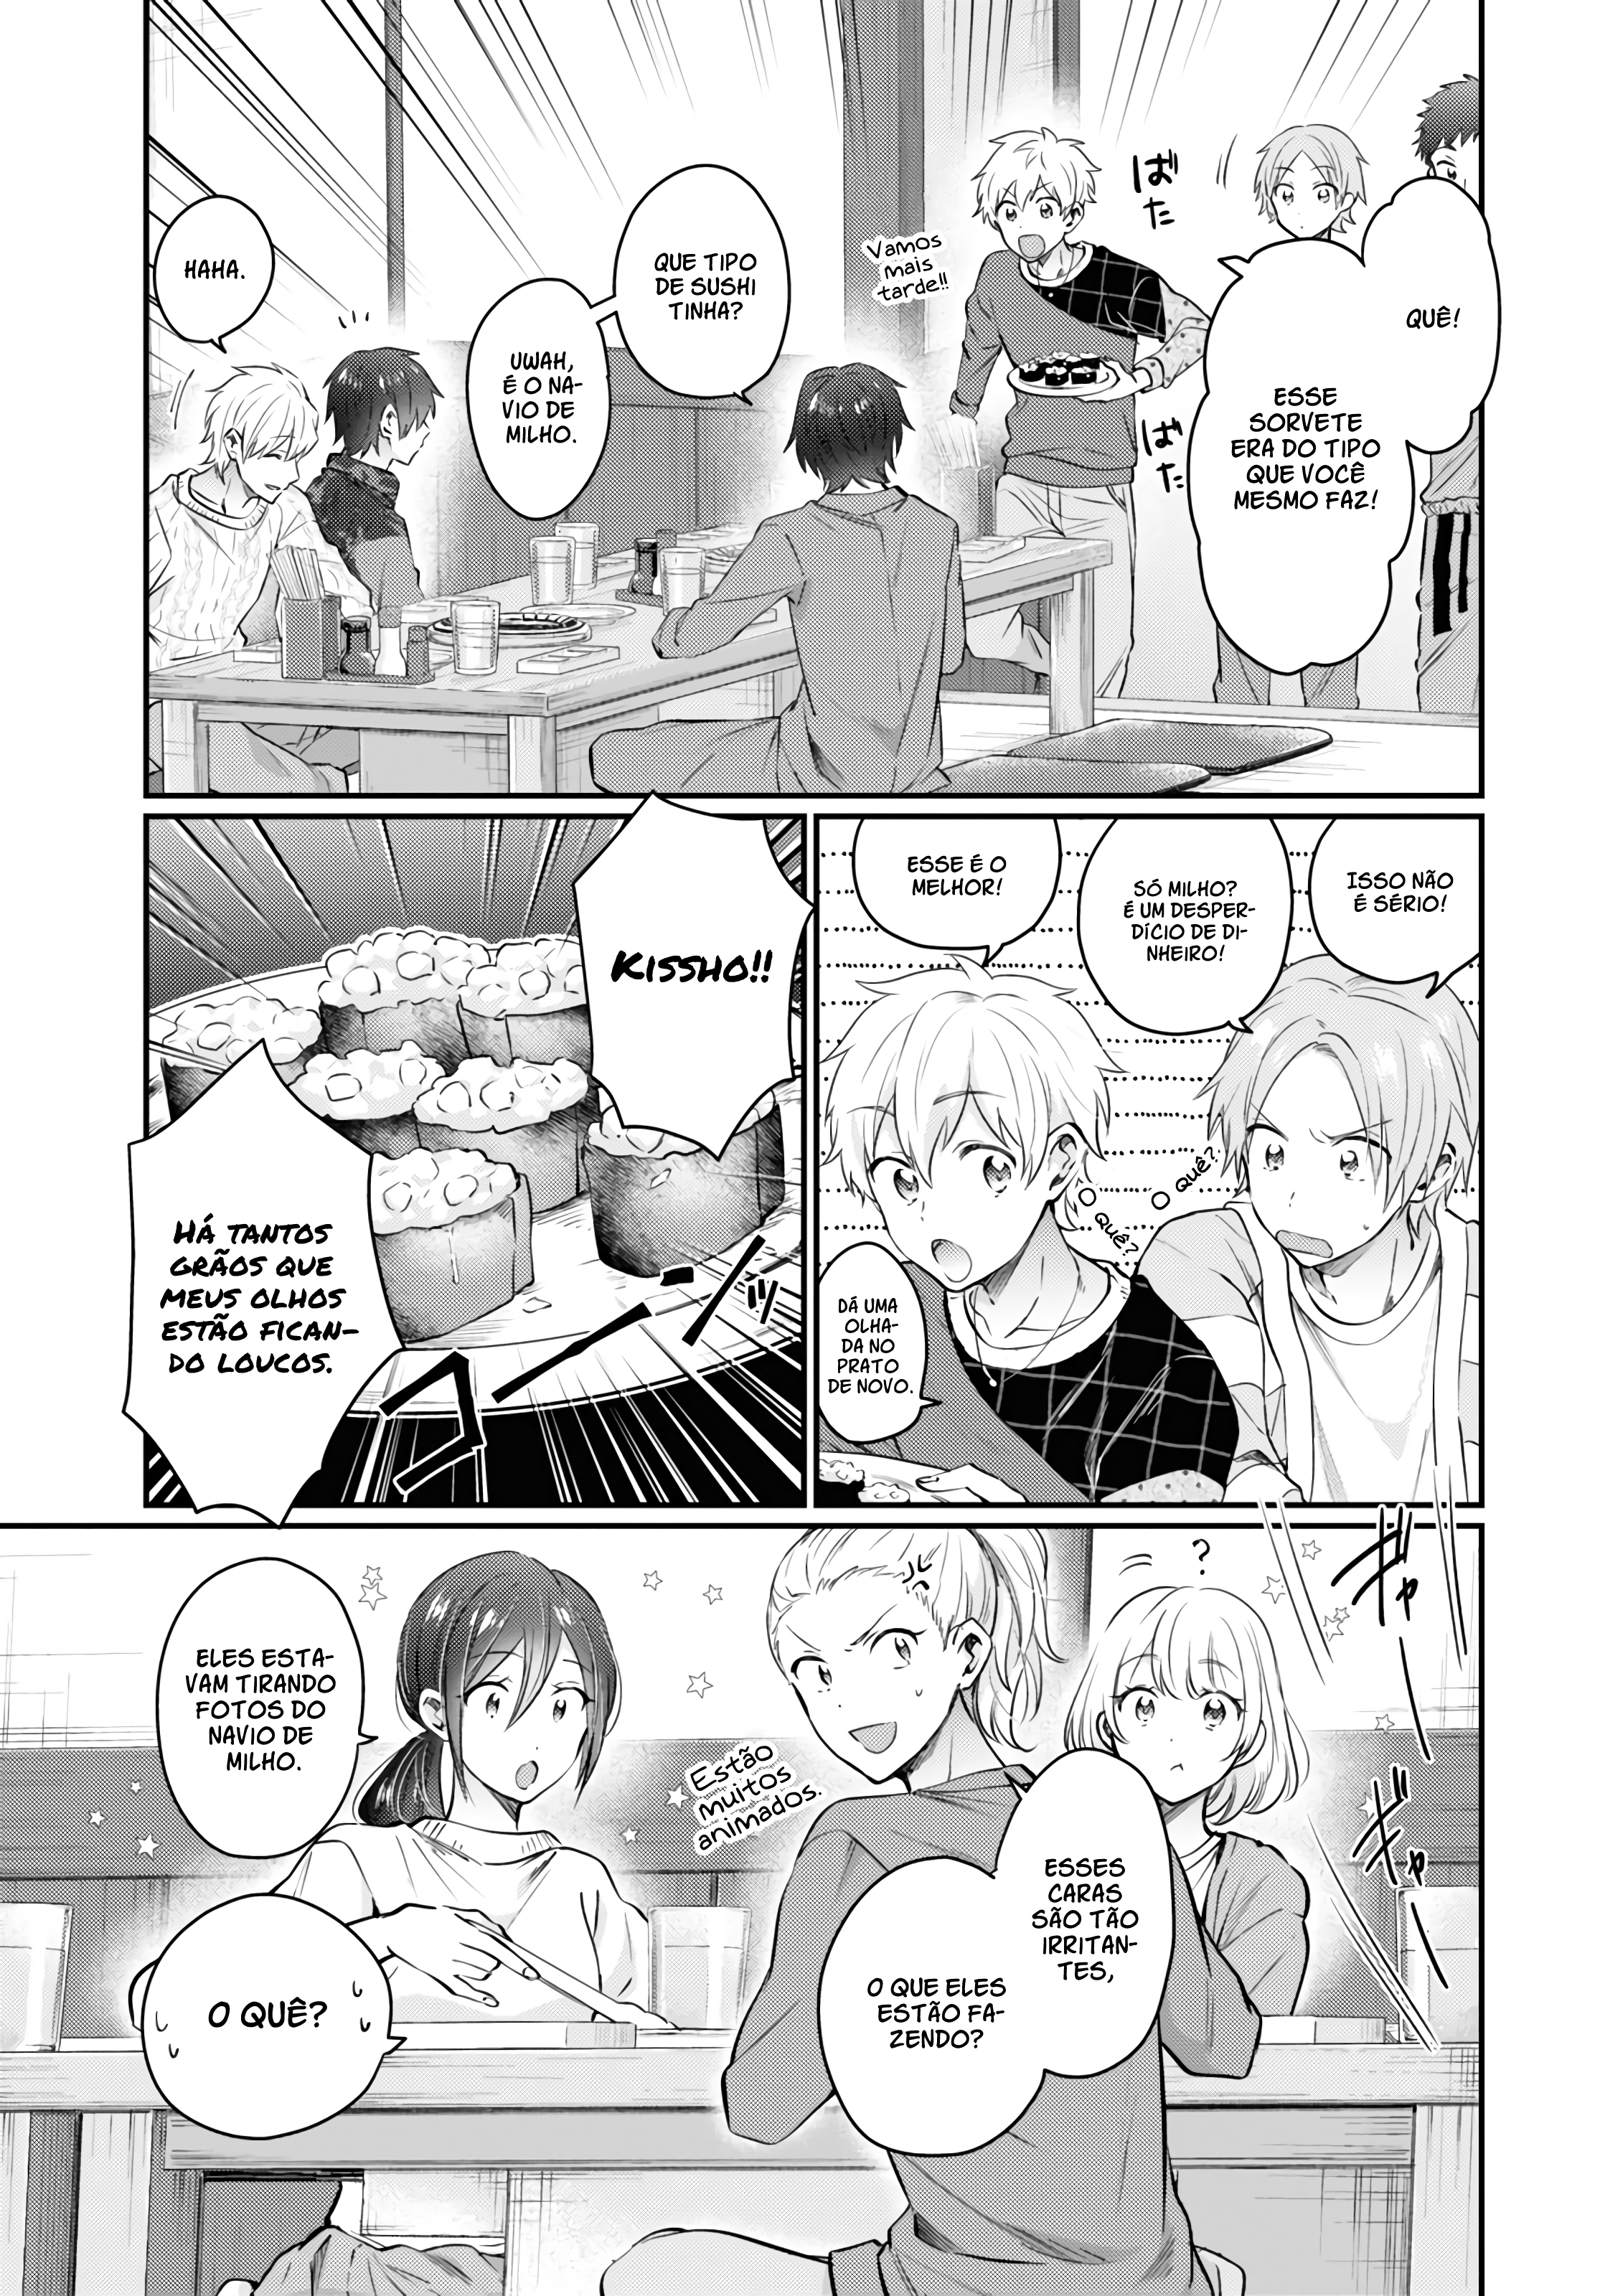 QUÊ!
ESSE
SORVETE
ERA DO TIPO
QUE VOCÊ
MESMO FAZ!
ばた
ばた
Vamos
mais
tarde!!
QUE TIPO
DE SUSHI
TINHA?
UWAH,
É O NA-
VIO DE
MILHO.
HAHA.
ISSO NÃO
É SÉRIO!
SÓ MILHO?
É UM DESPER-
DÍCIO DE DI-
NHEIRO!
ESSE É O
MELHOR!
O QUÊ?
O QUÊ?
DÁ UMA
OLHA-
DA NO
PRATO
DE NOVO.
KISSHO!!
HÁ TANTOS
GRÃOS QUE
MEUS OLHOS
ESTÃO FICAN-
DO LOUCOS.
?
ギャ
ギャ
ESSES
CARAS
SÃO TÃO
IRRITAN-
TES,
O QUE ELES
ESTÃO FA-
ZENDO?
Estão
muitos
animados.
ELES ESTA-
VAM TIRANDO
FOTOS DO
NAVIO DE
MILHO.
O QUÊ?